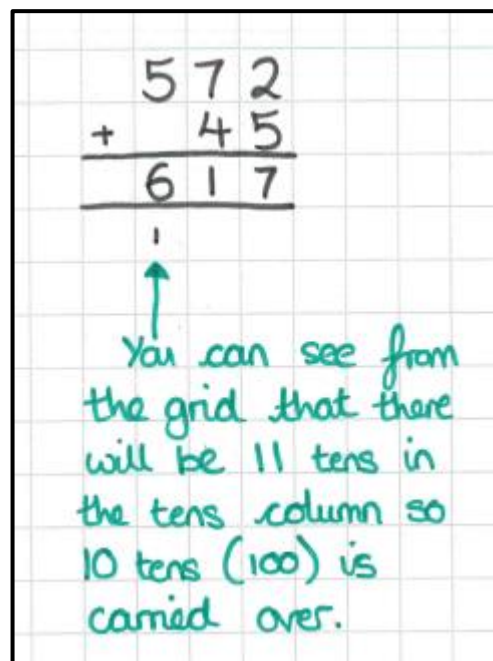 572
+ 45
617
1
You can see from
the grid that there
will be 11 tens in
the tens column so
10 tens (100) is
carried over.